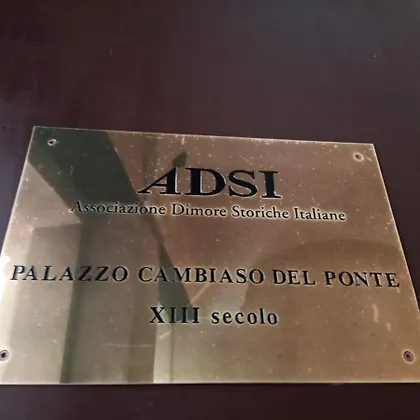 ADSI
Associazione Dimore Storiche Italiane
PALAZZO CAMBIASO DEL PONTE
XIII secolo